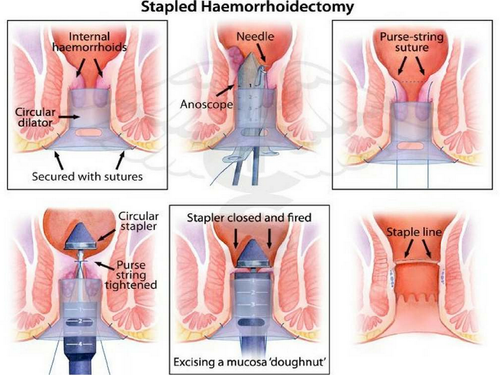 Stapled Haemorrhoidectomy
Internal
haemorrhoids
Circular
dilator
Secured with sutures
Needle
Anoscope
Purse-string
suture
Circular
stapler
Purse
string
tightened
Stapler closed and fired
Excising a mucosa 'doughnut'
Staple line